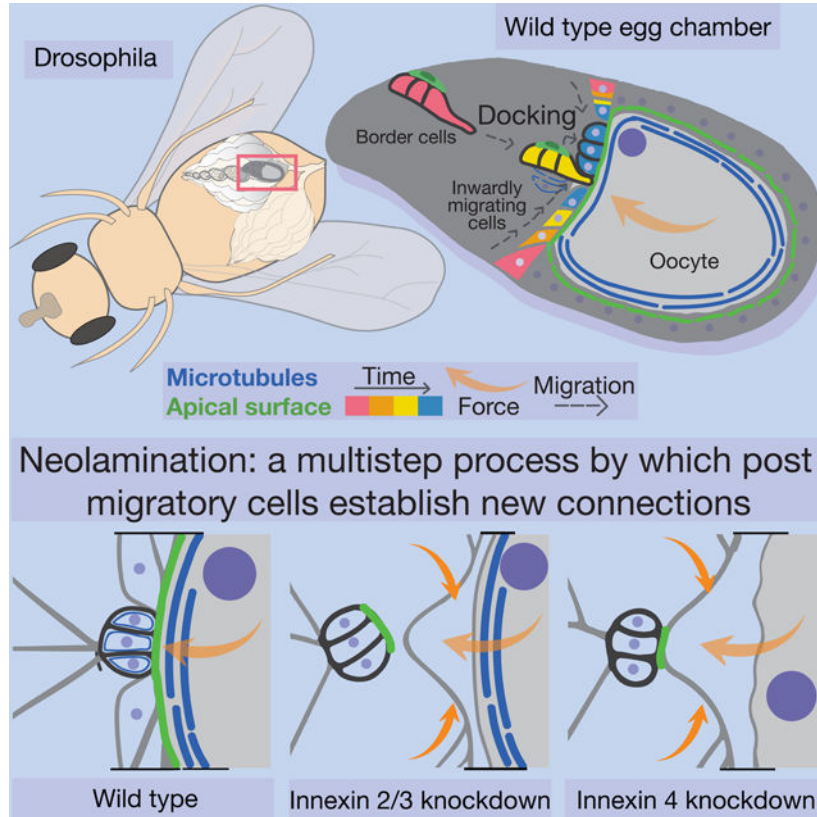 Drosophila
Wild type egg chamber
Border cells
Docking
Inwardly
migrating
cells
Oocyte
Microtubules
Time
Migration
Apical surface
Force
Neolamination: a multistep process by which post
migratory cells establish new connections
Wild type
Innexin 2/3 knockdown
Innexin 4 knockdown